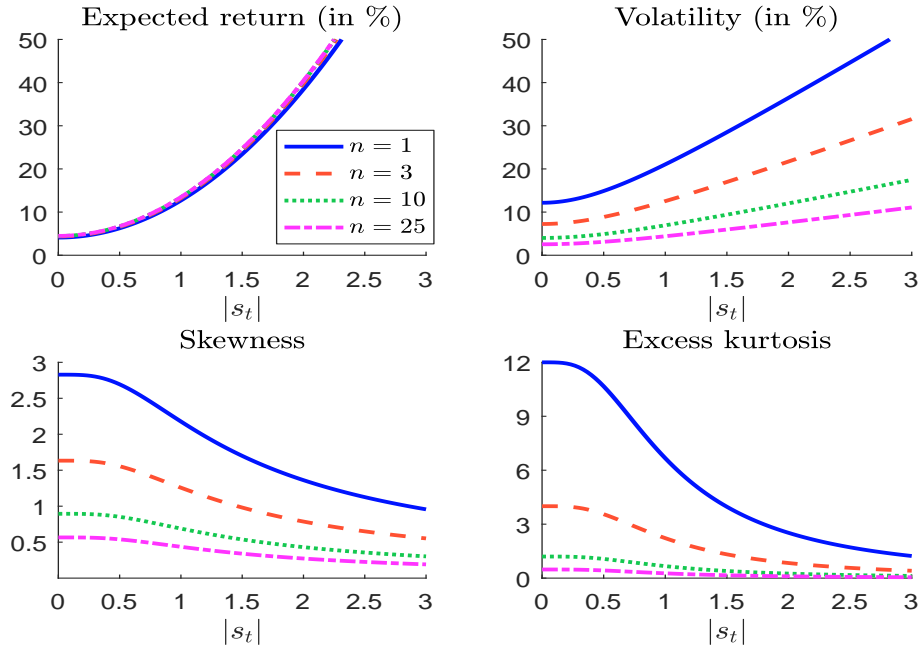 Expected return (in %)
50
40
30
20
10
0
n = 1
n = 3
n = 10
n = 25
0 0.5 1 1.5 2 2.5 3
|s_t|
Volatility (in %)
50
40
30
20
10
0
0 0.5 1 1.5 2 2.5 3
|s_t|
Skewness
3
2.5
2
1.5
1
0.5
0 0.5 1 1.5 2 2.5 3
|s_t|
Excess kurtosis
12
9
6
3
0
0 0.5 1 1.5 2 2.5 3
|s_t|